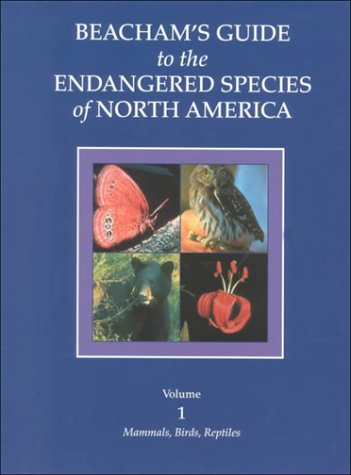 BEACHAM'S GUIDE
to the
ENDANGERED SPECIES
of NORTH AMERICA
Volume
1
Mammals, Birds, Reptiles